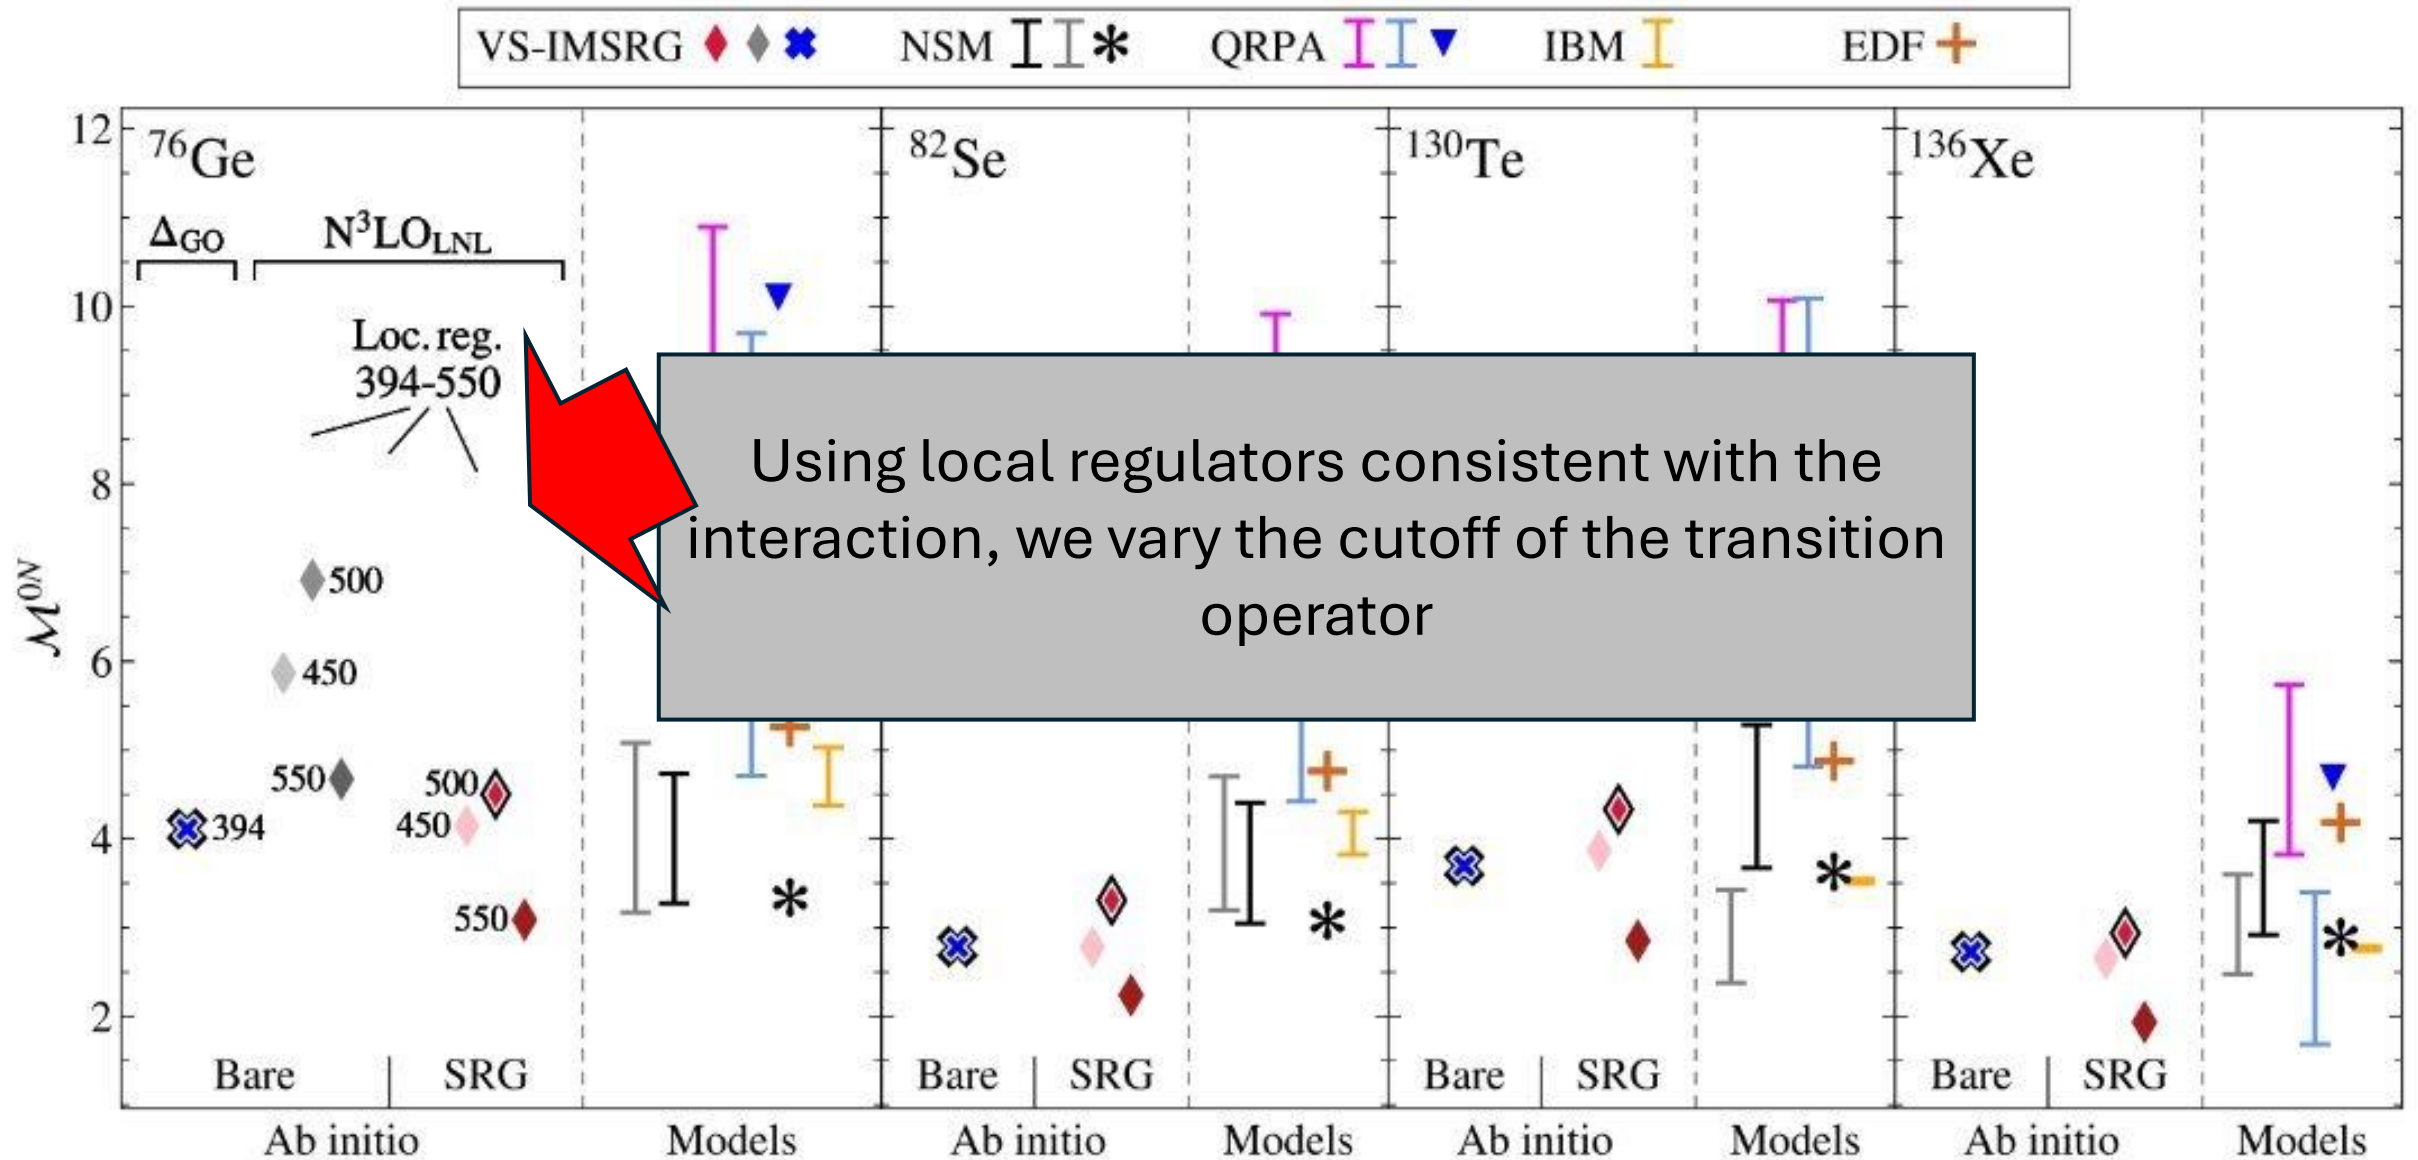 VS-IMSRG NSM QRPA IBM EDF
12
10
8
6
4
2
𝓜⁰ᴺ
⁷⁶Ge
Δ_GO N³LO_LNL
Loc. reg.
394-550
500
450
550
394
500
450
550
Bare SRG
⁸²Se
Bare SRG
¹³⁰Te
Bare SRG
¹³⁶Xe
Bare SRG
Using local regulators consistent with the
interaction, we vary the cutoff of the transition
operator
Ab initio Models Ab initio Models Ab initio Models Ab initio Models